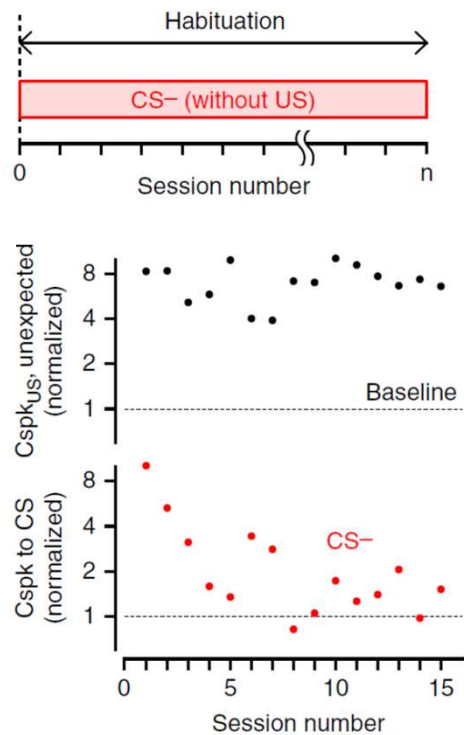 Habituation
CS– (without US)
0
n
Session number
Cspk_US, unexpected
(normalized)
8
4
2
1
Baseline
Cspk to CS
(normalized)
8
4
2
1
CS–
0
5
10
15
Session number